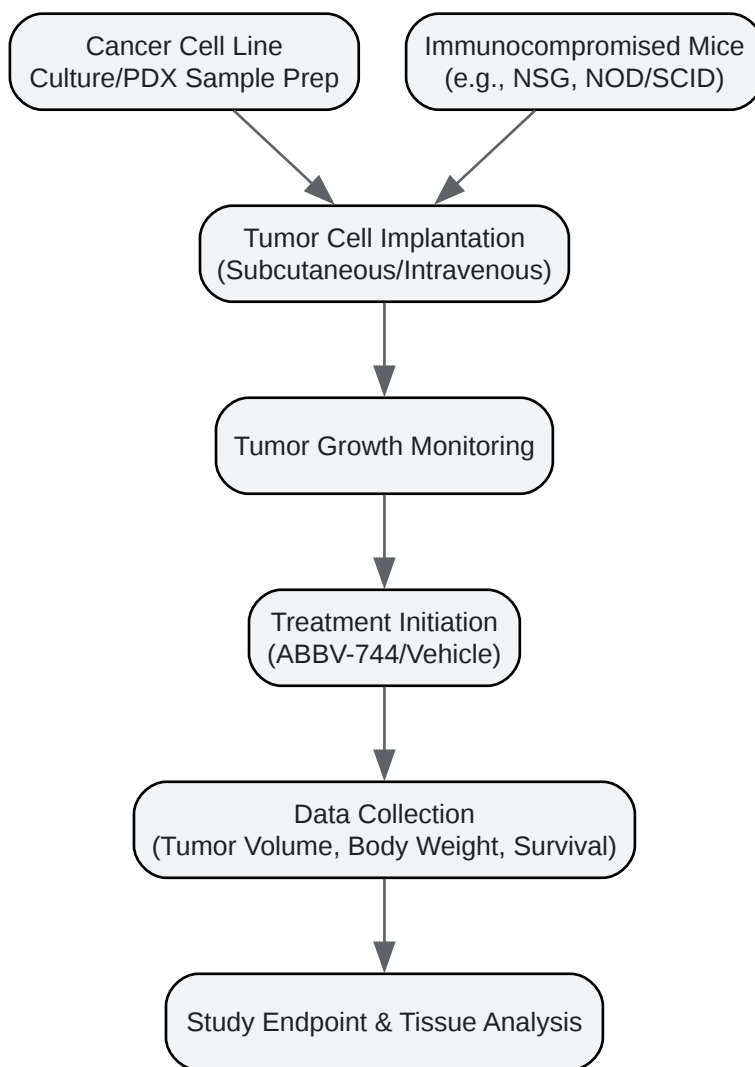 Cancer Cell Line
Culture/PDX Sample Prep
Immunocompromised Mice
(e.g., NSG, NOD/SCID)
Tumor Cell Implantation
(Subcutaneous/Intravenous)
Tumor Growth Monitoring
Treatment Initiation
(ABBV-744/Vehicle)
Data Collection
(Tumor Volume, Body Weight, Survival)
Study Endpoint & Tissue Analysis